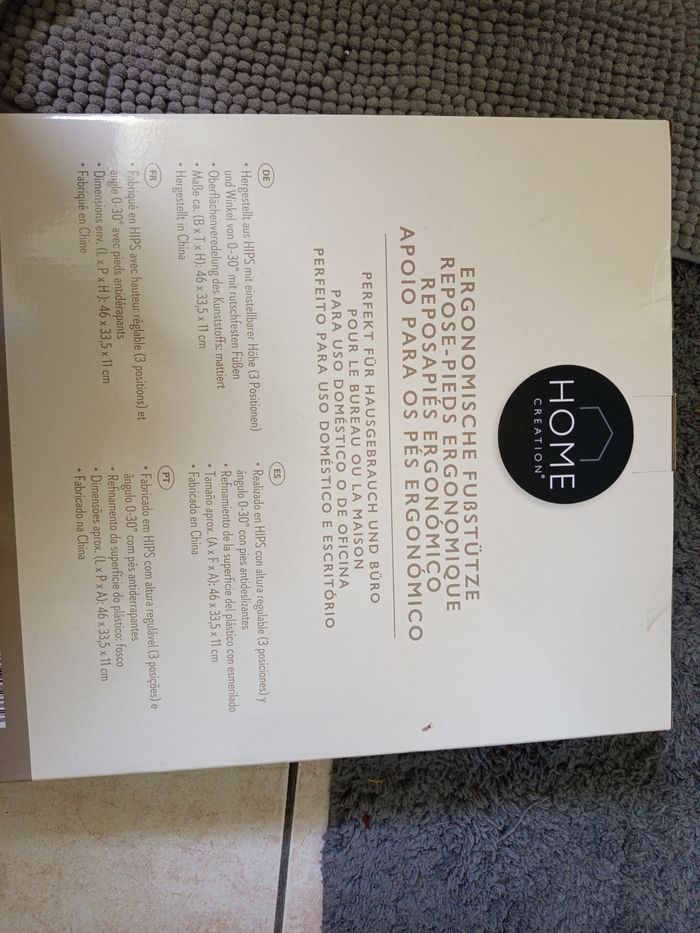 HOME
CREATION®
ERGONOMISCHE FUẞSTÜTZE
REPOSE-PIEDS ERGONOMIQUE
REPOSAPIÉS ERGONÓMICO
APOIO PARA OS PÉS ERGONÓMICO
PERFEKT FÜR HAUSGEBRAUCH UND BÜRO
POUR LE BUREAU OU LA MAISON
PARA USO DOMÉSTICO O DE OFICINA
PERFEITO PARA USO DOMÉSTICO E ESCRITÓRIO
DE
• Hergestellt aus HIPS mit einstellbarer Höhe (3 Positionen)
und Winkel von 0-30° mit rutschfesten Füßen
• Oberflächenveredelung des Kunststoffs: mattiert
• Maße ca. (B x T x H): 46 x 33,5 x 11 cm
• Hergestellt in China
FR
• Fabriqué en HIPS avec hauteur réglable (3 positions) et
angle 0-30° avec pieds antidérapants
• Dimensions env. (L x P x H ): 46 x 33,5 x 11 cm
• Fabriqué en Chine
ES
• Realizado en HIPS con altura regulable (3 posiciones) y
ángulo 0-30° con pies antideslizantes
• Refinamiento de la superficie del plástico con esmerilado
• Tamaño aprox. (A x F x A): 46 x 33,5 x 11 cm
• Fabricado en China
PT
• Fabricado em HIPS com altura regulável (3 posições) e
ângulo 0-30° com pés antiderrapantes
• Refinamento da superfície do plástico: fosco
• Dimensões aprox. (L x P x A): 46 x 33,5 x 11 cm
• Fabricado na China